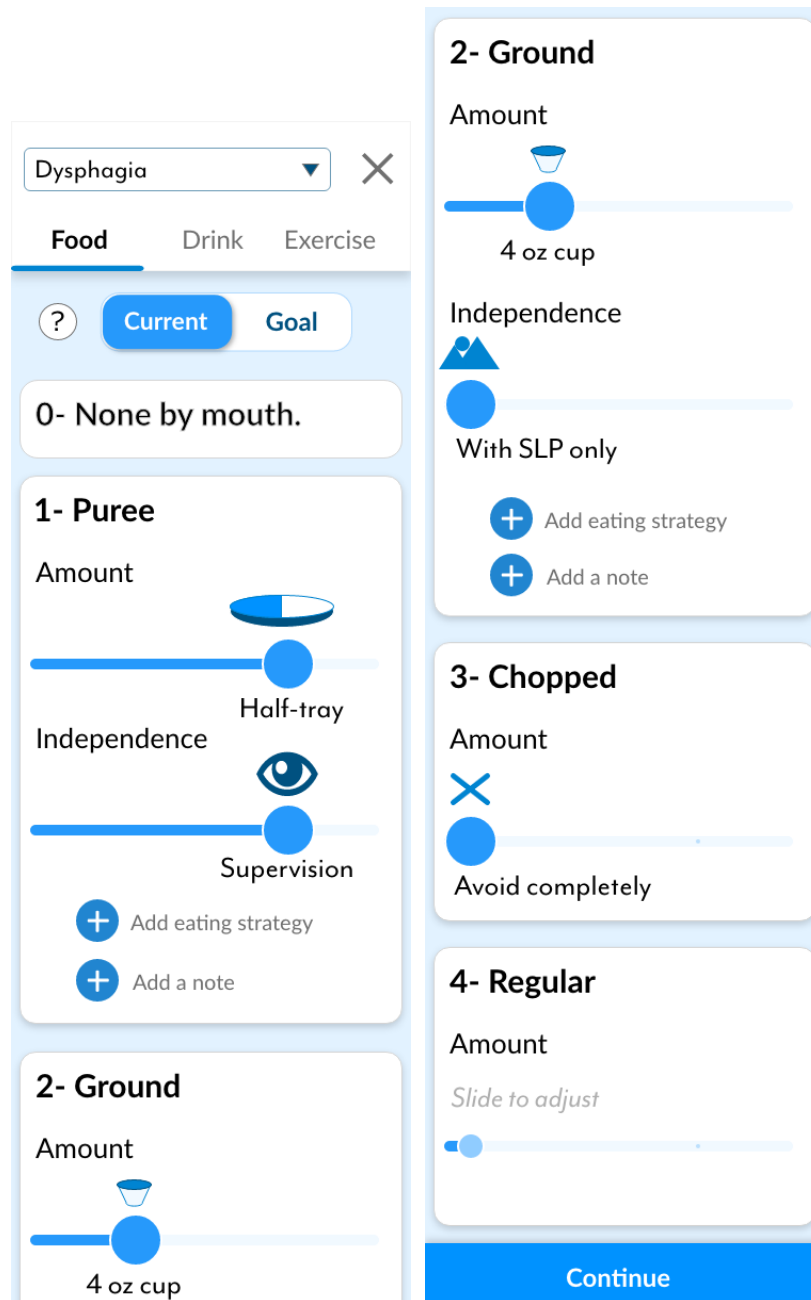 Dysphagia
Food Drink Exercise
? Current Goal
0- None by mouth.
1- Puree
Amount
Half-tray
Independence
Supervision
Add eating strategy
Add a note
2- Ground
Amount
4 oz cup
2- Ground
Amount
4 oz cup
Independence
With SLP only
Add eating strategy
Add a note
3- Chopped
Amount
Avoid completely
4- Regular
Amount
Slide to adjust
Continue